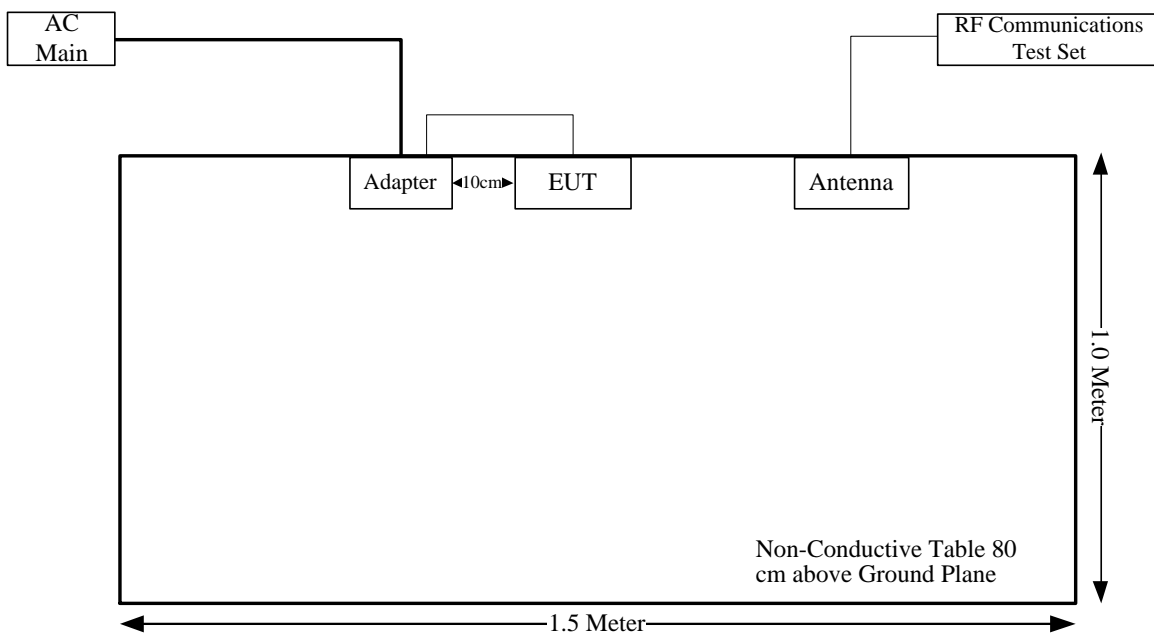 AC
Main
RF Communications
Test Set
Adapter
10cm
EUT
Antenna
1.0 Meter
Non-Conductive Table 80
cm above Ground Plane
1.5 Meter